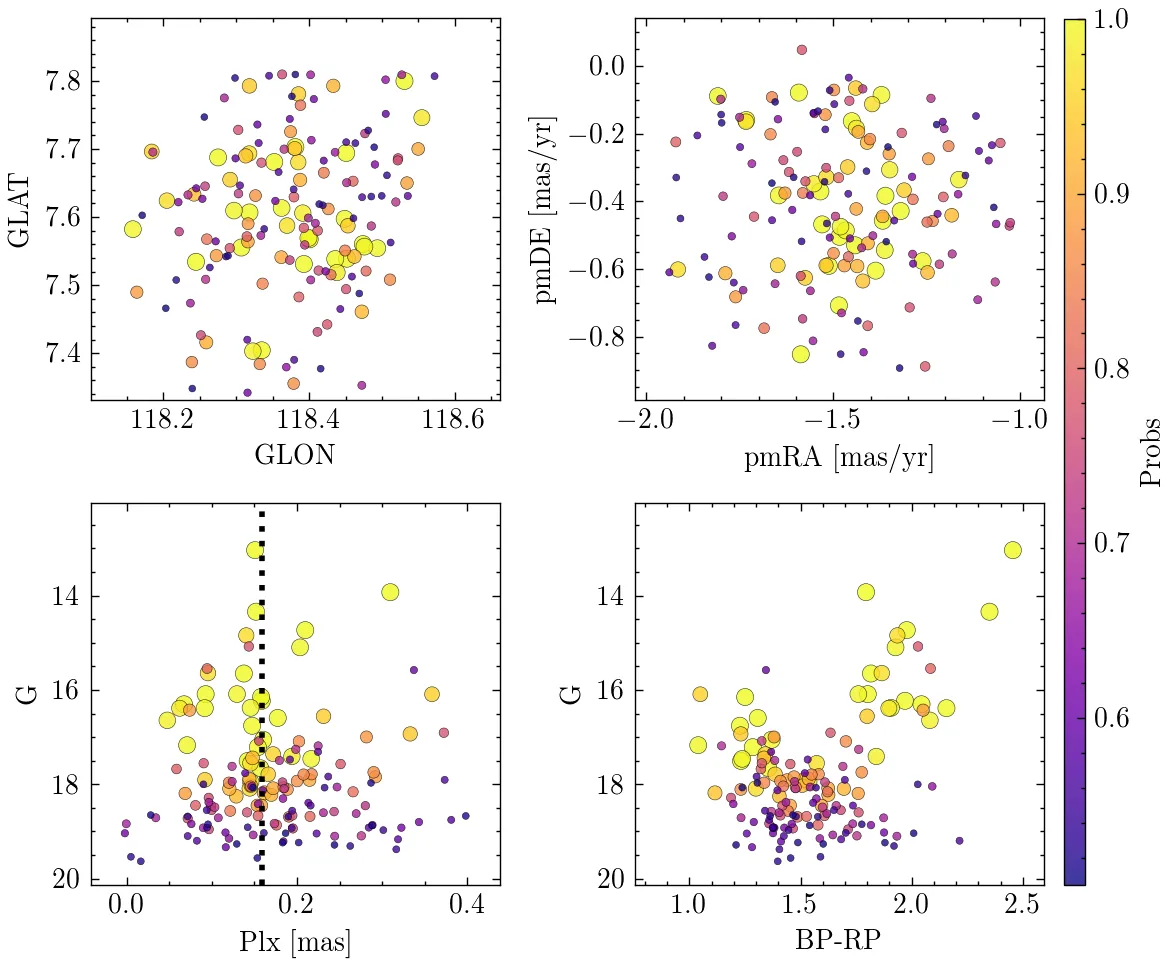 7.8
7.7
7.6
7.5
7.4
GLAT
118.2 118.4 118.6
GLON
0.0
−0.2
−0.4
−0.6
−0.8
pmDE [mas/yr]
−2.0 −1.5 −1.0
pmRA [mas/yr]
14
16
18
20
G
0.0 0.2 0.4
Plx [mas]
14
16
18
20
G
1.0 1.5 2.0 2.5
BP-RP
1.0
0.9
0.8
0.7
0.6
Probs